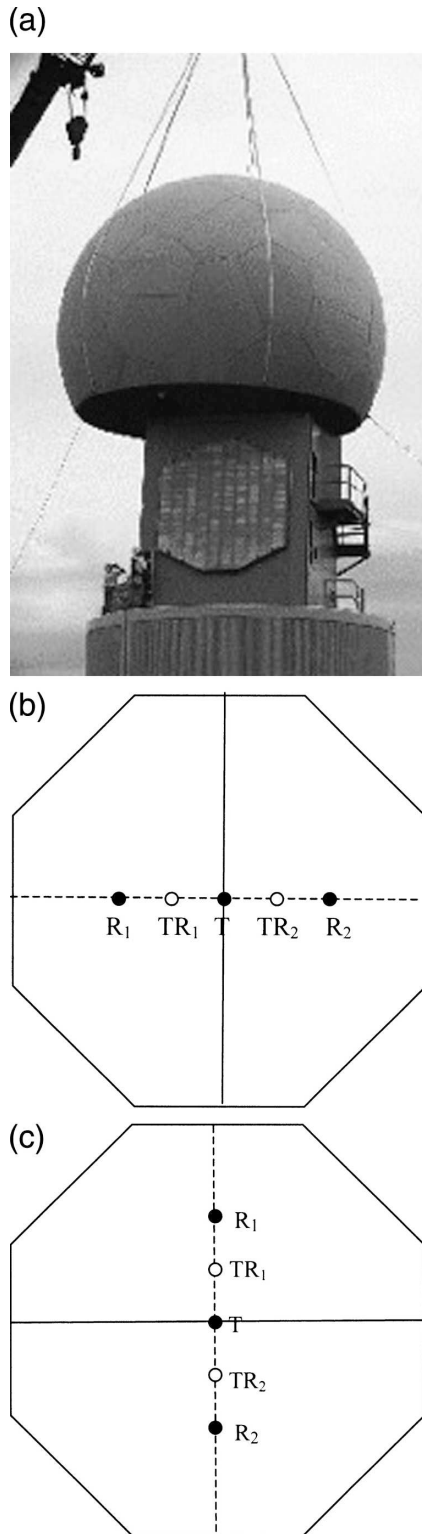 (a)
(b)
R₁ TR₁ T TR₂ R₂
(c)
R₁
TR₁
T
TR₂
R₂